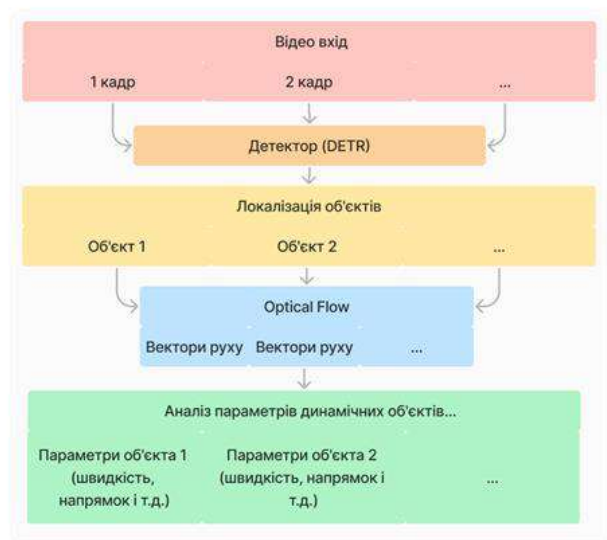 Відео вхід
1 кадр
2 кадр
...
Детектор (DETR)
Локалізація об'єктів
Об'єкт 1
Об'єкт 2
...
Optical Flow
Вектори руху
Вектори руху
...
Аналіз параметрів динамічних об'єктів...
Параметри об'єкта 1
(швидкість,
напрямок і т.д.)
Параметри об'єкта 2
(швидкість, напрямок і
т.д.)
...